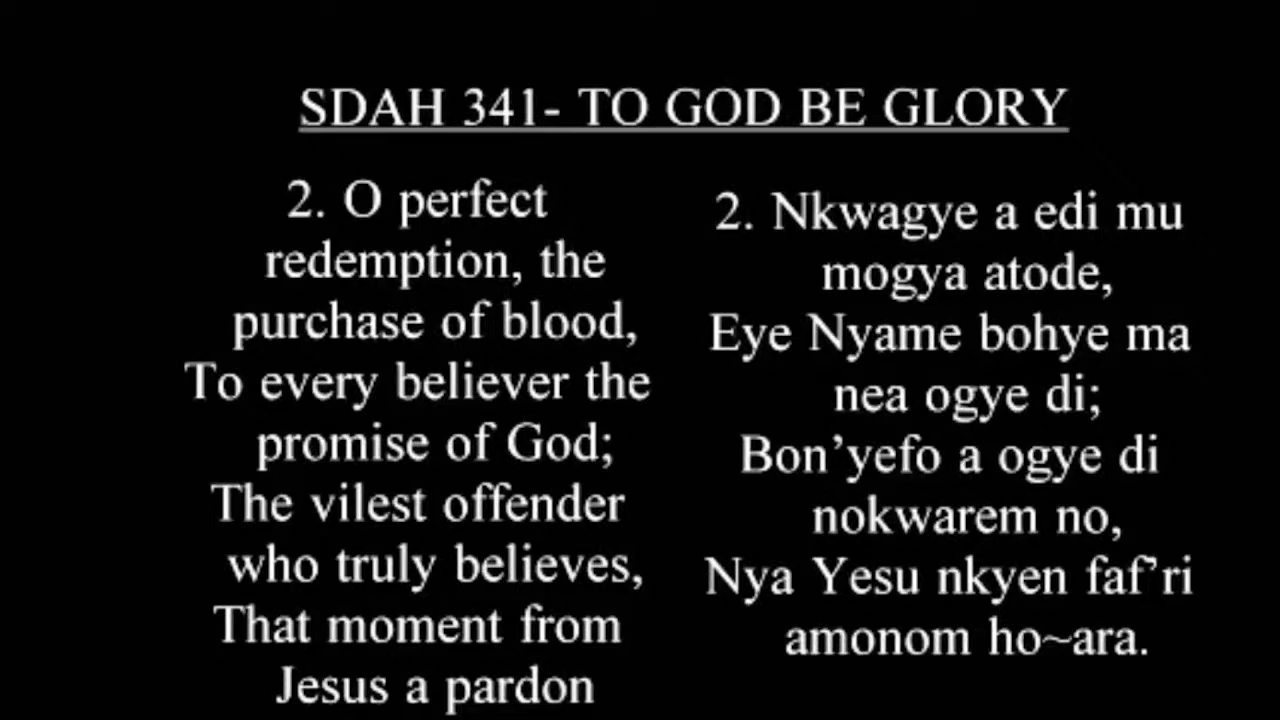 SDAH 341- TO GOD BE GLORY
2. O perfect
redemption, the
purchase of blood,
To every believer the
promise of God;
The vilest offender
who truly believes,
That moment from
Jesus a pardon
2. Nkwagye a edi mu
mogya atode,
Eye Nyame bohye ma
nea ogye di;
Bon’yefo a ogye di
nokwarem no,
Nya Yesu nkyen faf’ri
amonom ho~ara.